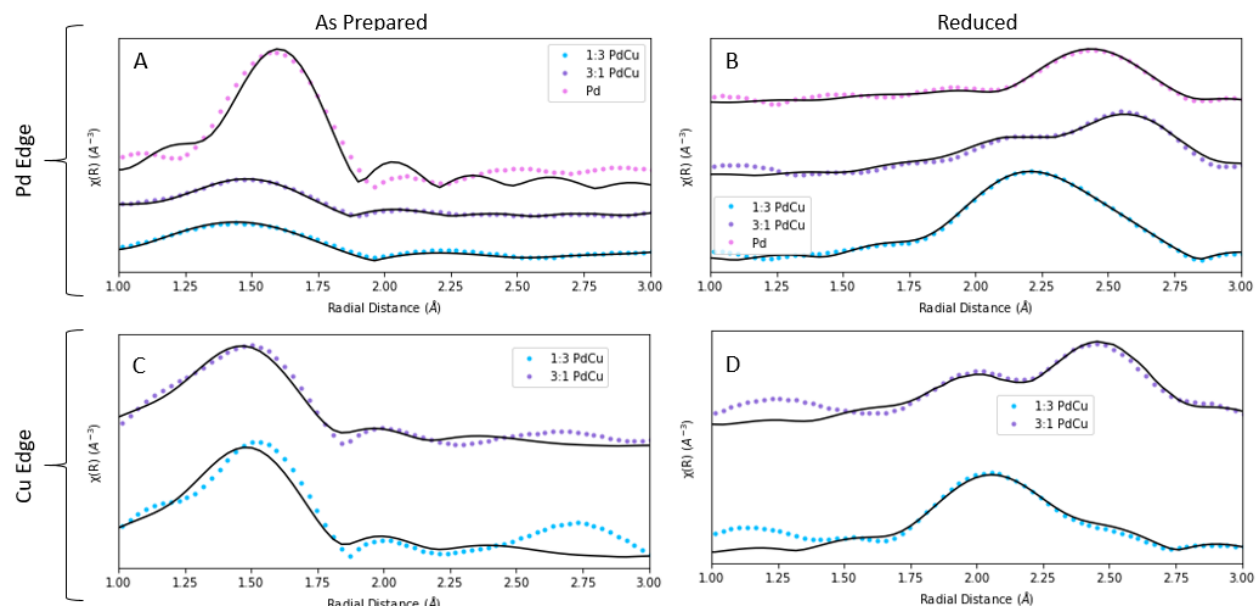 As Prepared
Reduced
Pd Edge
Cu Edge
A
1:3 PdCu
3:1 PdCu
Pd
χ(R) (A⁻³)
1.00 1.25 1.50 1.75 2.00 2.25 2.50 2.75 3.00
Radial Distance (Å)
B
1:3 PdCu
3:1 PdCu
Pd
χ(R) (A⁻³)
1.00 1.25 1.50 1.75 2.00 2.25 2.50 2.75 3.00
Radial Distance (Å)
C
1:3 PdCu
3:1 PdCu
χ(R) (A⁻³)
1.00 1.25 1.50 1.75 2.00 2.25 2.50 2.75 3.00
Radial Distance (Å)
D
1:3 PdCu
3:1 PdCu
χ(R) (A⁻³)
1.00 1.25 1.50 1.75 2.00 2.25 2.50 2.75 3.00
Radial Distance (Å)